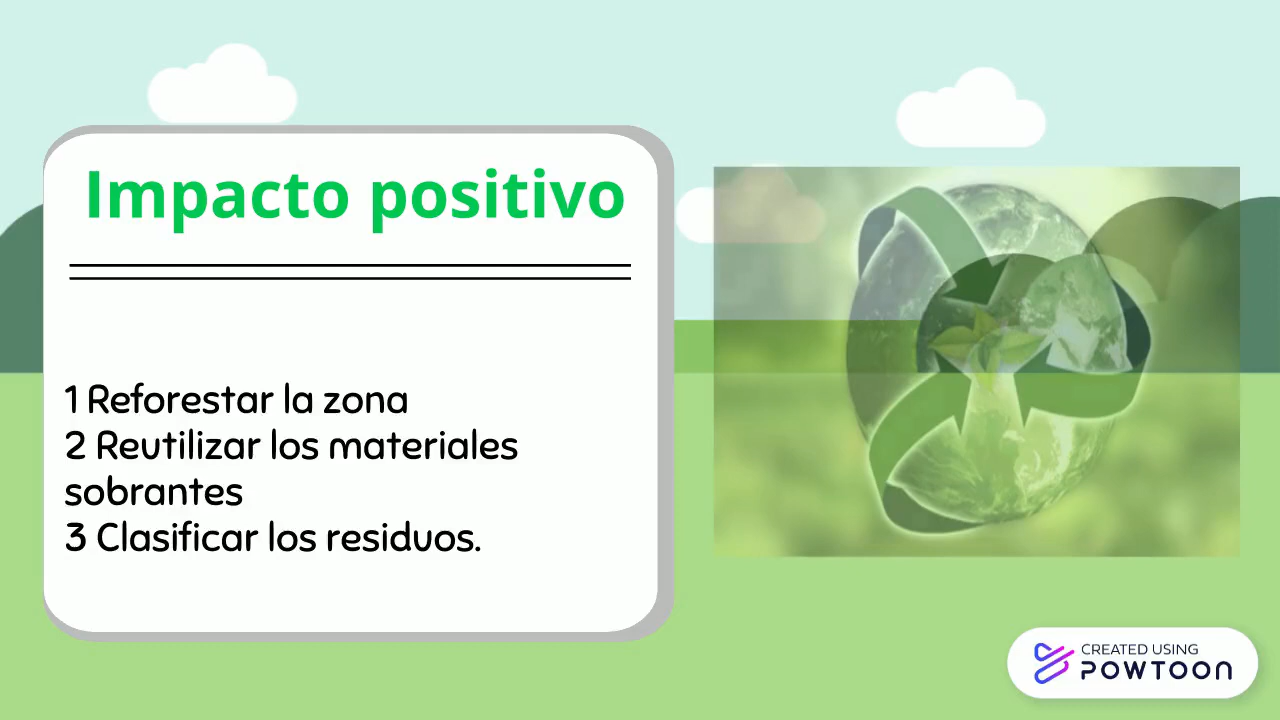 Impacto positivo
1 Reforestar la zona
2 Reutilizar los materiales
sobrantes
3 Clasificar los residuos.
CREATED USING
POWTOON